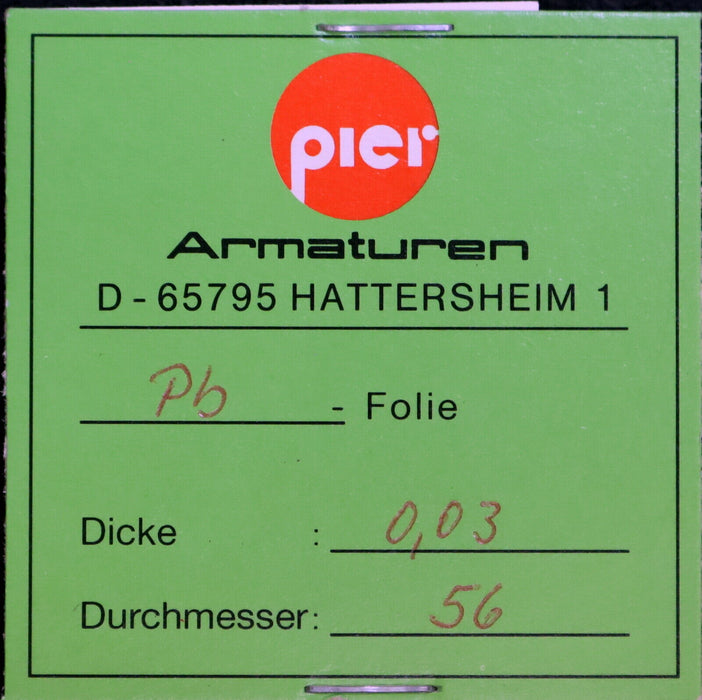 pier
Armaturen
D - 65795 HATTERSHEIM 1
Pb - Folie
Dicke : 0,03
Durchmesser: 56